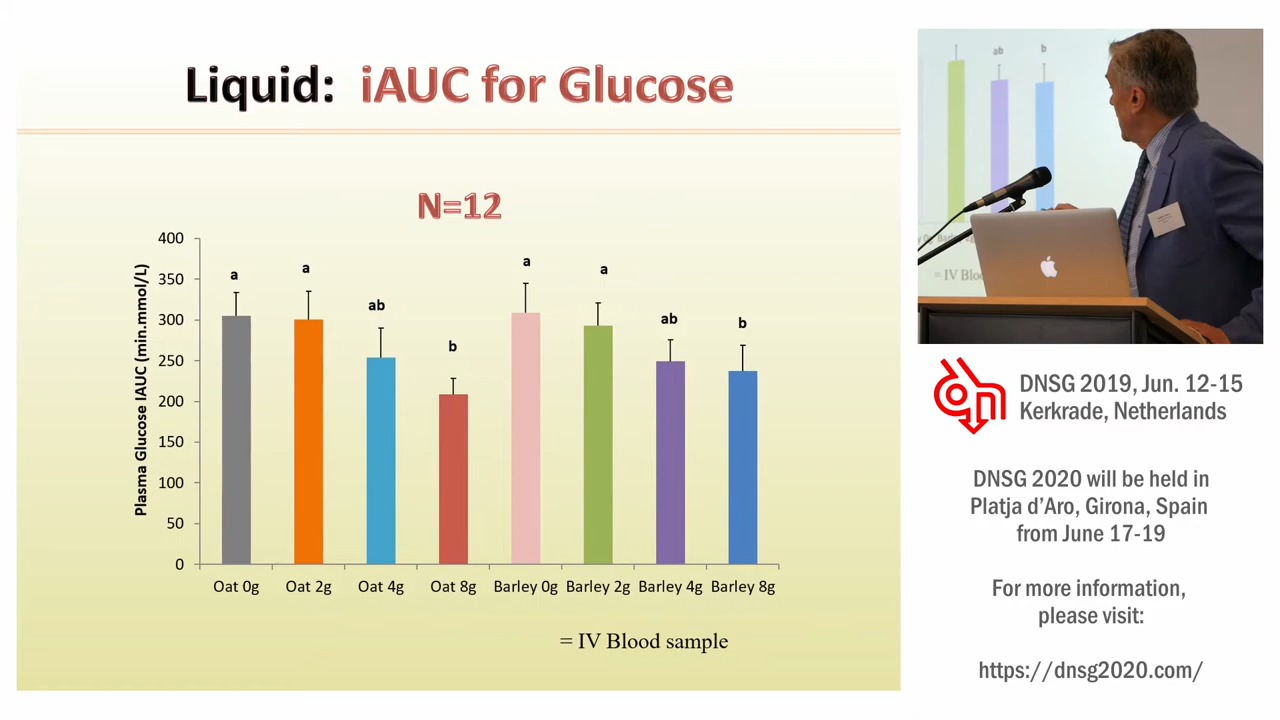 Liquid: iAUC for Glucose
N=12
Plasma Glucose IAUC (min.mmol/L)
400
350
300
250
200
150
100
50
0
a
a
ab
b
a
a
ab
b
Oat 0g
Oat 2g
Oat 4g
Oat 8g
Barley 0g
Barley 2g
Barley 4g
Barley 8g
= IV Blood sample
ab
b
= IV Bloo
DNSG 2019, Jun. 12-15
Kerkrade, Netherlands
DNSG 2020 will be held in
Platja d'Aro, Girona, Spain
from June 17-19
For more information,
please visit:
https://dnsg2020.com/